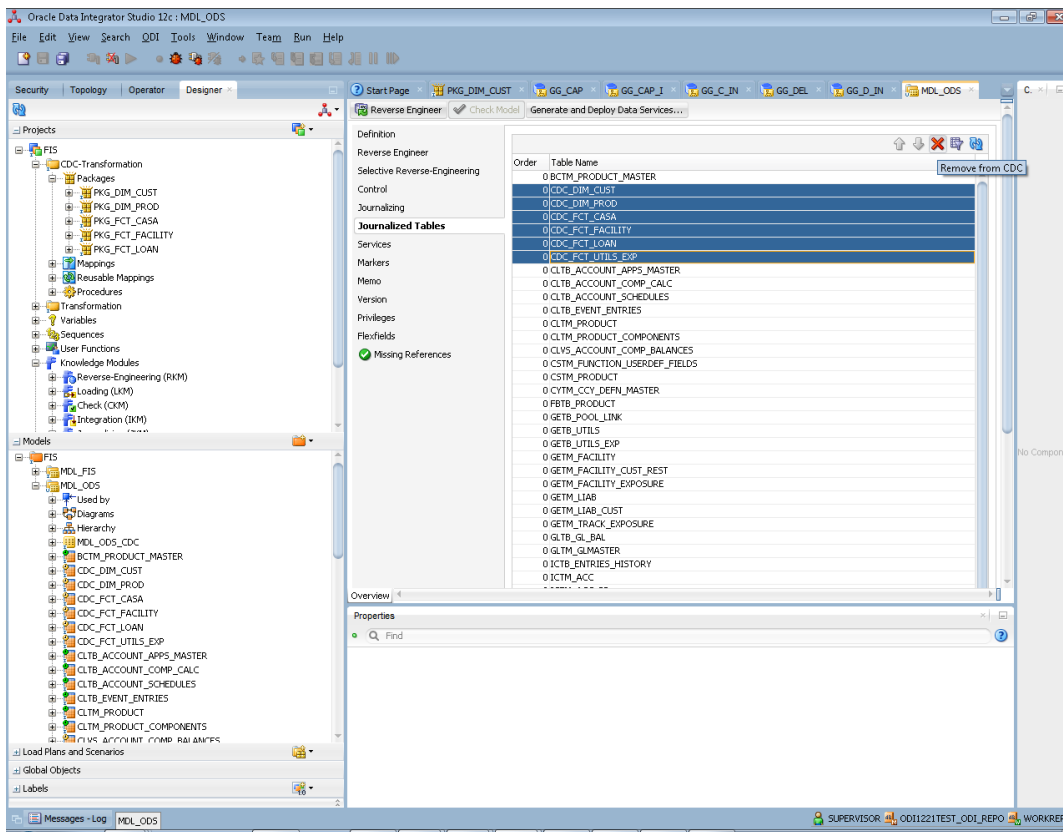 Oracle Data Integrator Studio 12c : MDL_ODS
File Edit View Search ODI Tools Window Team Run Help
Security Topology Operator Designer
Projects
FIS
CDC-Transformation
Packages
PKG_DIM_CUST
PKG_DIM_PROD
PKG_FCT_CASA
PKG_FCT_FACILITY
PKG_FCT_LOAN
Mappings
Reusable Mappings
Procedures
Transformation
Variables
Sequences
User Functions
Knowledge Modules
Reverse-Engineering (RKM)
Loading (LKM)
Check (CKM)
Integration (IKM)
Models
FIS
MDL_FIS
MDL_ODS
Used by
Diagrams
Hierarchy
MDL_ODS_CDC
BCTM_PRODUCT_MASTER
CDC_DIM_CUST
CDC_DIM_PROD
CDC_FCT_CASA
CDC_FCT_FACILITY
CDC_FCT_LOAN
CDC_FCT_UTILS_EXP
CLTB_ACCOUNT_APPS_MASTER
CLTB_ACCOUNT_COMP_CALC
CLTB_ACCOUNT_SCHEDULES
CLTB_EVENT_ENTRIES
CLTM_PRODUCT
CLTM_PRODUCT_COMPONENTS
CLVS_ACCOUNT_COMP_BALANCES
Load Plans and Scenarios
Global Objects
Labels
Start Page PKG_DIM_CUST GG_CAP GG_CAP_I GG_C_IN GG_DEL GG_D_IN MDL_ODS C.
Reverse Engineer Check Model Generate and Deploy Data Services...
Definition
Reverse Engineer
Selective Reverse-Engineering
Control
Journalizing
Journalized Tables
Services
Markers
Memo
Version
Privileges
Flexfields
Missing References
Remove from CDC
Order Table Name
0 BCTM_PRODUCT_MASTER
0 CDC_DIM_CUST
0 CDC_DIM_PROD
0 CDC_FCT_CASA
0 CDC_FCT_FACILITY
0 CDC_FCT_LOAN
0 CDC_FCT_UTILS_EXP
0 CLTB_ACCOUNT_APPS_MASTER
0 CLTB_ACCOUNT_COMP_CALC
0 CLTB_ACCOUNT_SCHEDULES
0 CLTB_EVENT_ENTRIES
0 CLTM_PRODUCT
0 CLTM_PRODUCT_COMPONENTS
0 CLVS_ACCOUNT_COMP_BALANCES
0 CSTM_FUNCTION_USERDEF_FIELDS
0 CSTM_PRODUCT
0 CYTM_CCY_DEFN_MASTER
0 FBTB_PRODUCT
0 GETB_POOL_LINK
0 GETB_UTILS
0 GETB_UTILS_EXP
0 GETM_FACILITY
0 GETM_FACILITY_CUST_REST
0 GETM_FACILITY_EXPOSURE
0 GETM_LIAB
0 GETM_LIAB_CUST
0 GETM_TRACK_EXPOSURE
0 GLTB_GL_BAL
0 GLTM_GLMASTER
0 ICTB_ENTRIES_HISTORY
0 ICTM_ACC
No Compon
Overview
Properties
Find
Messages - Log MDL_ODS
SUPERVISOR ODI1221TEST_ODI_REPO WORKRE